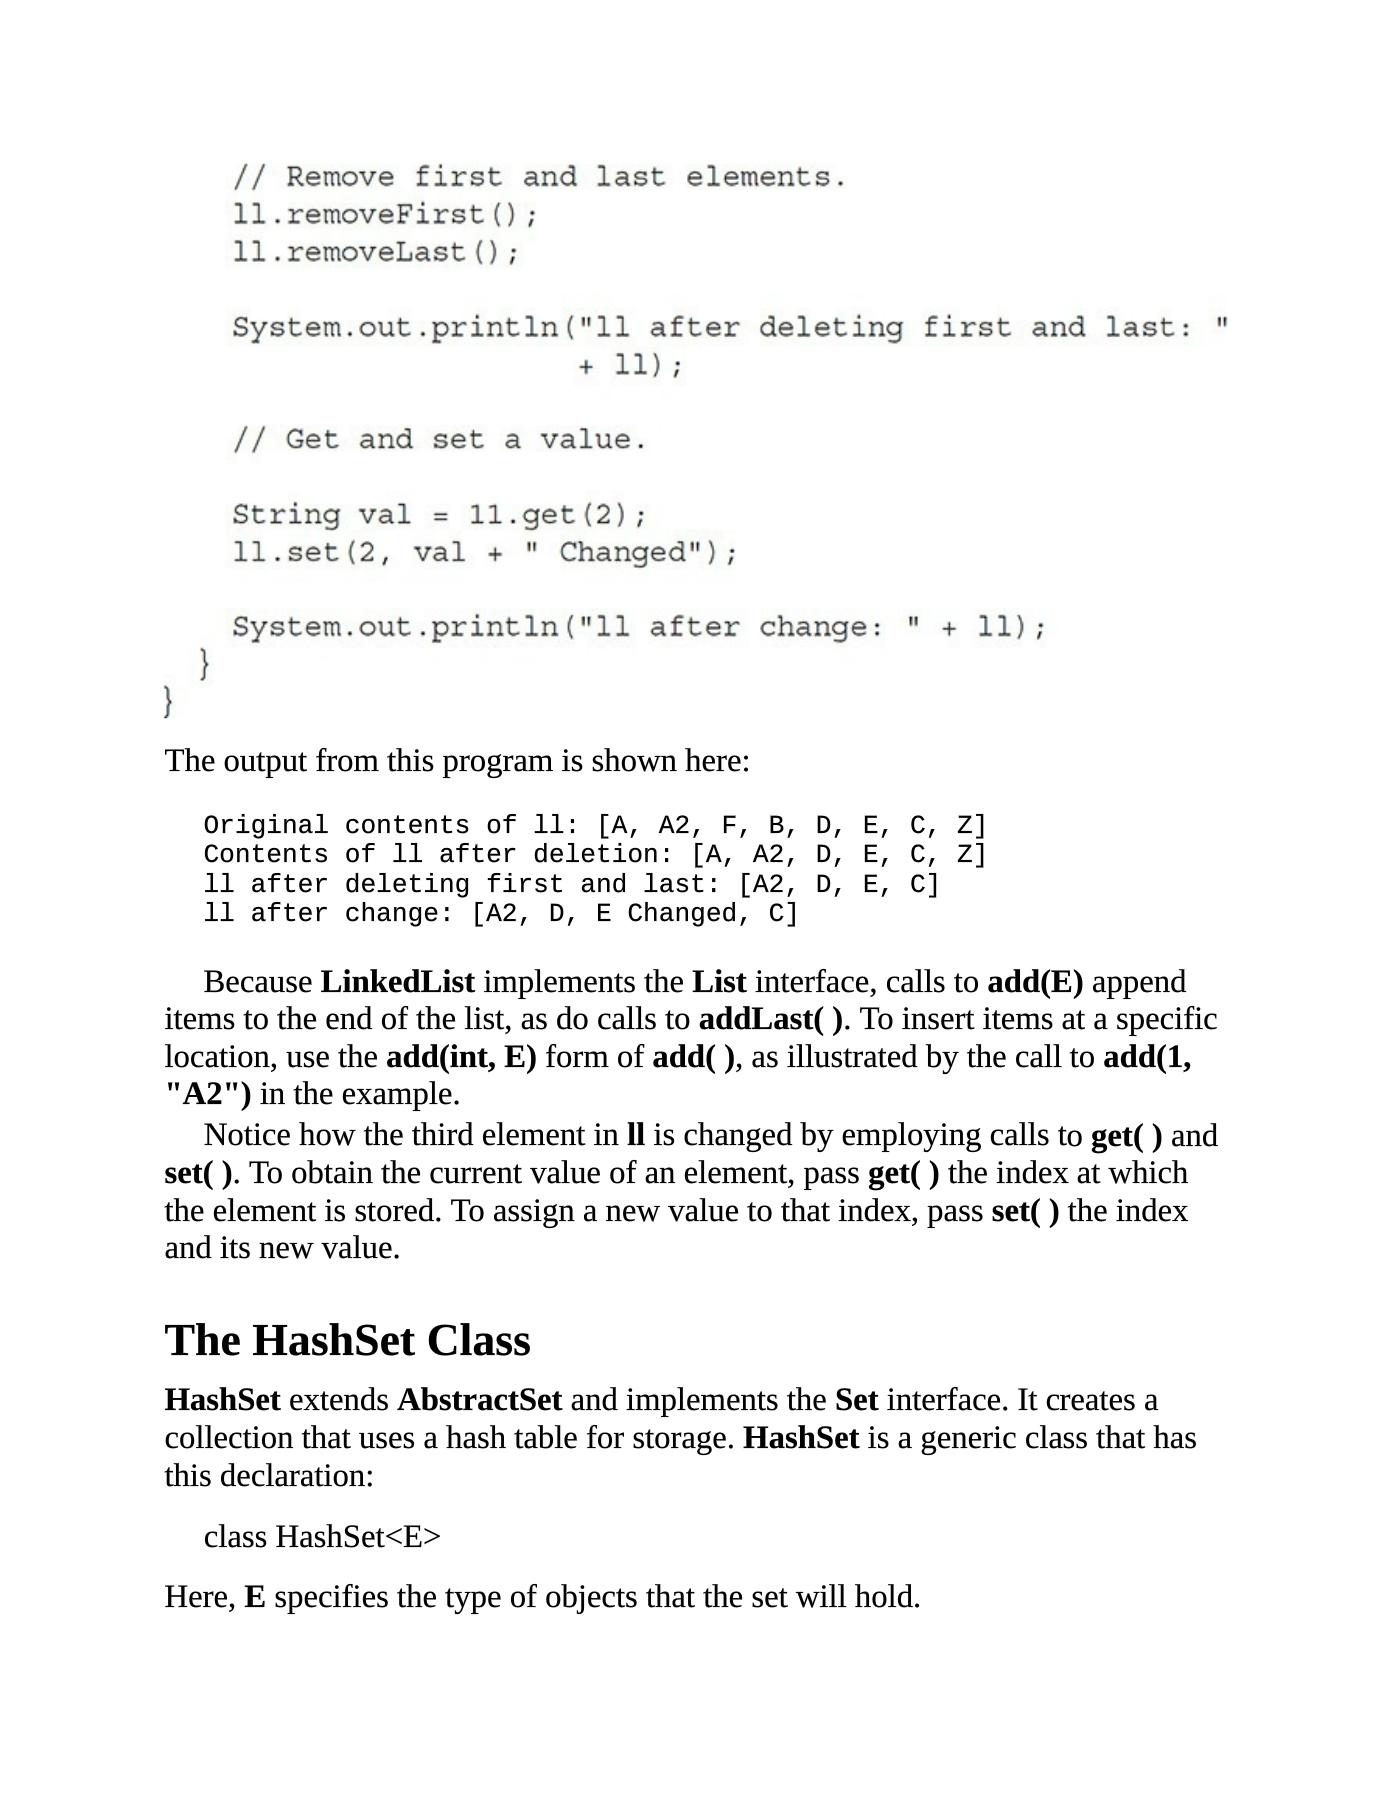 // Remove first and last elements.
ll.removeFirst();
ll.removeLast();
System.out.println("ll after deleting first and last: "
+ ll);
// Get and set a value.
String val = 11.get(2);
ll.set(2, val + " Changed");
System.out.println("ll after change: " + ll);
}
}
The output from this program is shown here:
Original contents of ll: [A, A2, F, B, D, E, C, Z]
Contents of ll after deletion: [A, A2, D, E, C, Z]
ll after deleting first and last: [A2, D, E, C]
ll after change: [A2, D, E Changed, C]
Because LinkedList implements the List interface, calls to add(E) append
items to the end of the list, as do calls to addLast( ). To insert items at a specific
location, use the add(int, E) form of add( ), as illustrated by the call to add(1,
"A2") in the example.
Notice how the third element in ll is changed by employing calls to get( ) and
set( ). To obtain the current value of an element, pass get( ) the index at which
the element is stored. To assign a new value to that index, pass set( ) the index
and its new value.
The HashSet Class
HashSet extends AbstractSet and implements the Set interface. It creates a
collection that uses a hash table for storage. HashSet is a generic class that has
this declaration:
class HashSet<E>
Here, E specifies the type of objects that the set will hold.